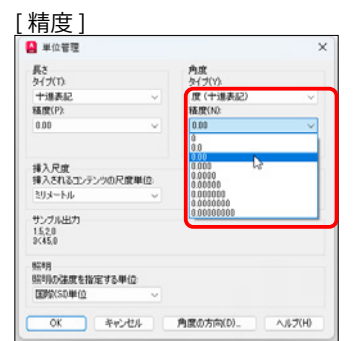 [ 精度 ]
単位管理
長さ
タイプ(T):
十進表記
精度(P):
0.00
角度
タイプ(Y):
度 (十進表記)
精度(N):
0.00
0
0.0
0.00
0.000
0.0000
0.00000
0.000000
0.0000000
0.00000000
挿入尺度
挿入されるコンテンツの尺度単位:
ミリメートル
サンプル出力
1.5,2,0
3<45,0
照明
照明の強度を指定する単位:
国際(SI)単位
OK
キャンセル
角度の方向(D)...
ヘルプ(H)